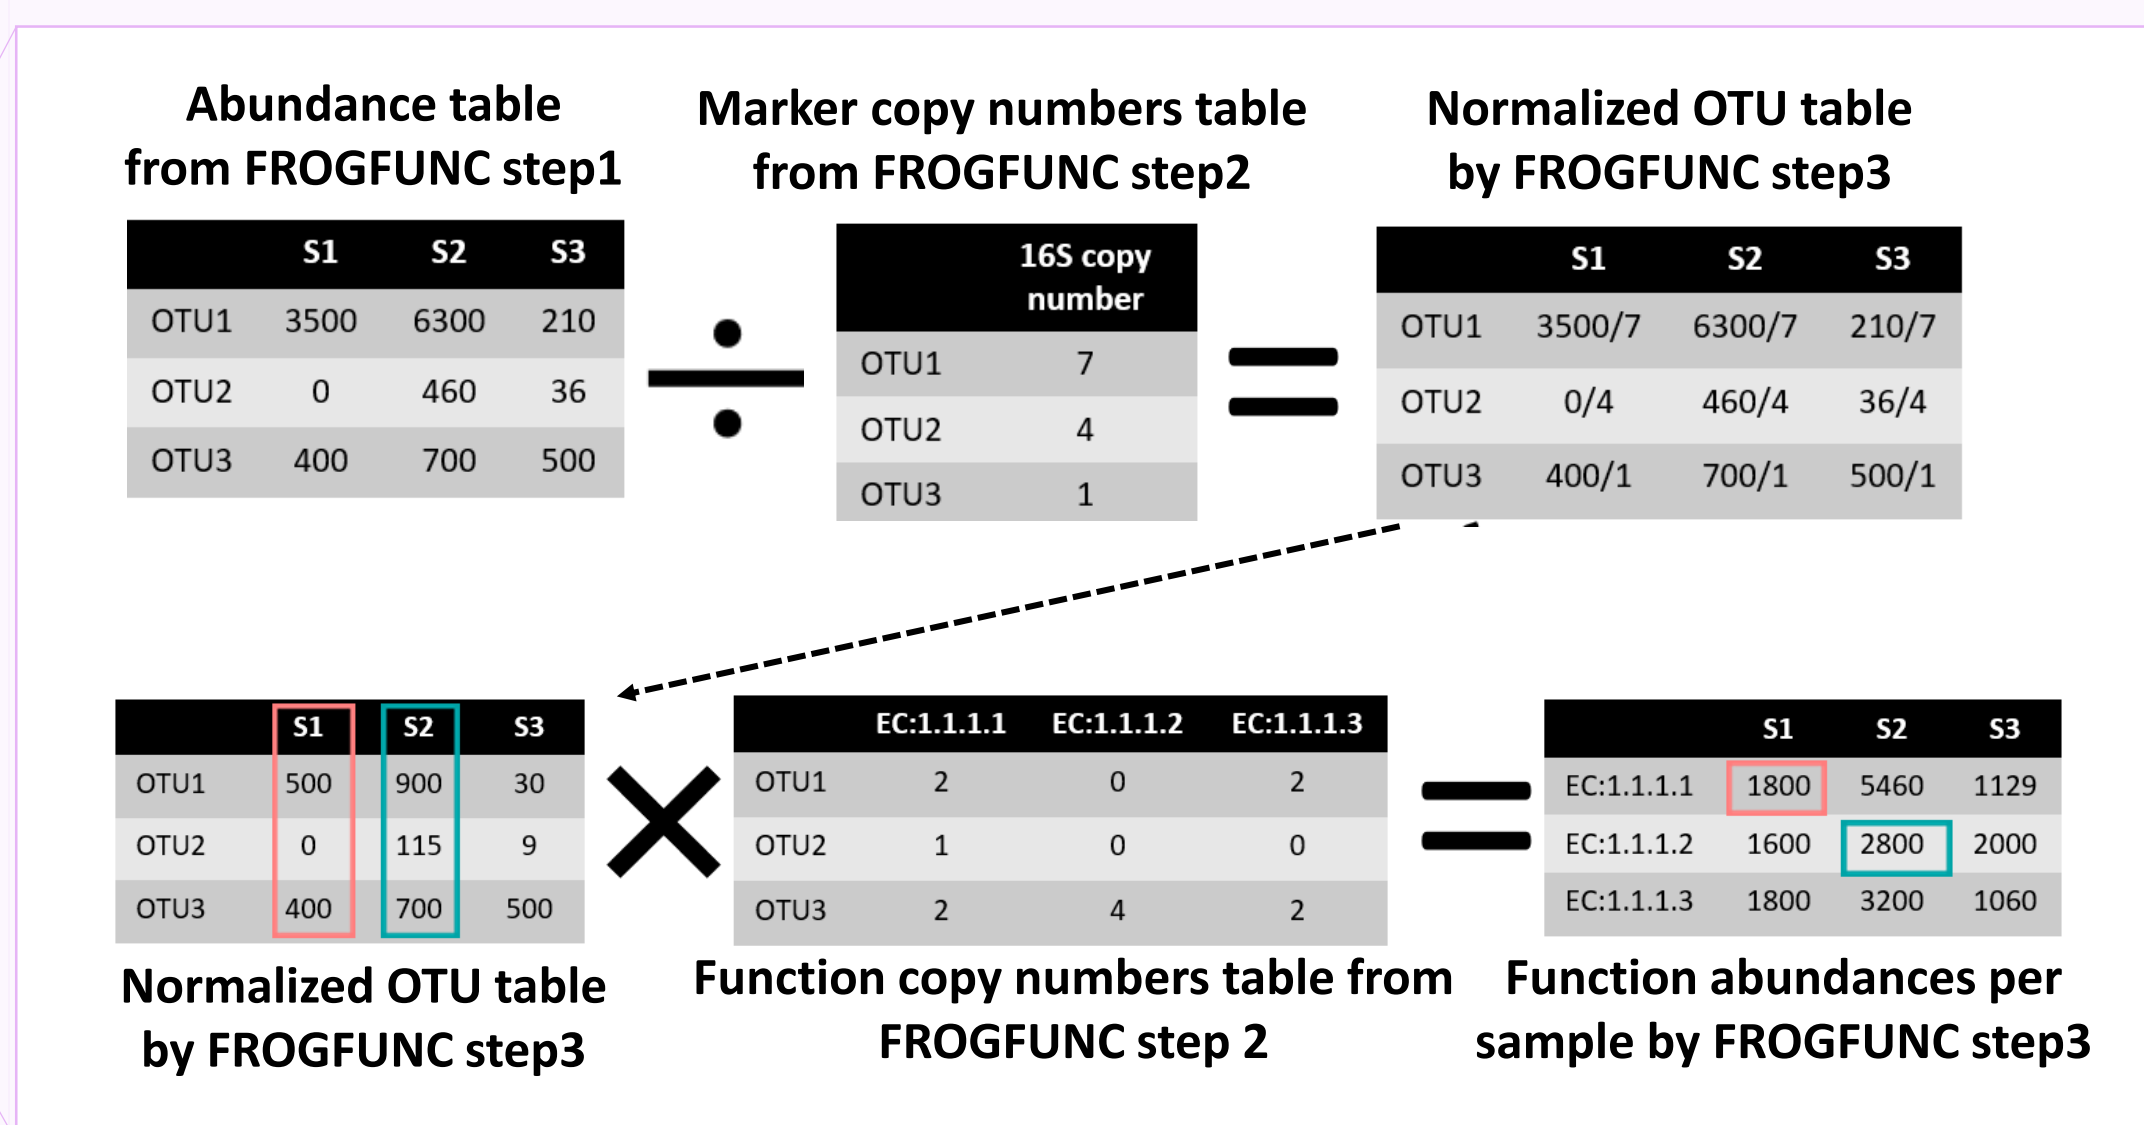 Abundance table
from FROGFUNC step1
Marker copy numbers table
from FROGFUNC step2
Normalized OTU table
by FROGFUNC step3
S1 S2 S3
OTU1 3500 6300 210
OTU2 0 460 36
OTU3 400 700 500
÷
16S copy
number
OTU1 7
OTU2 4
OTU3 1
=
S1 S2 S3
OTU1 3500/7 6300/7 210/7
OTU2 0/4 460/4 36/4
OTU3 400/1 700/1 500/1
S1 S2 S3
OTU1 500 900 30
OTU2 0 115 9
OTU3 400 700 500
×
EC:1.1.1.1 EC:1.1.1.2 EC:1.1.1.3
OTU1 2 0 2
OTU2 1 0 0
OTU3 2 4 2
=
S1 S2 S3
EC:1.1.1.1 1800 5460 1129
EC:1.1.1.2 1600 2800 2000
EC:1.1.1.3 1800 3200 1060
Normalized OTU table
by FROGFUNC step3
Function copy numbers table from
FROGFUNC step 2
Function abundances per
sample by FROGFUNC step3